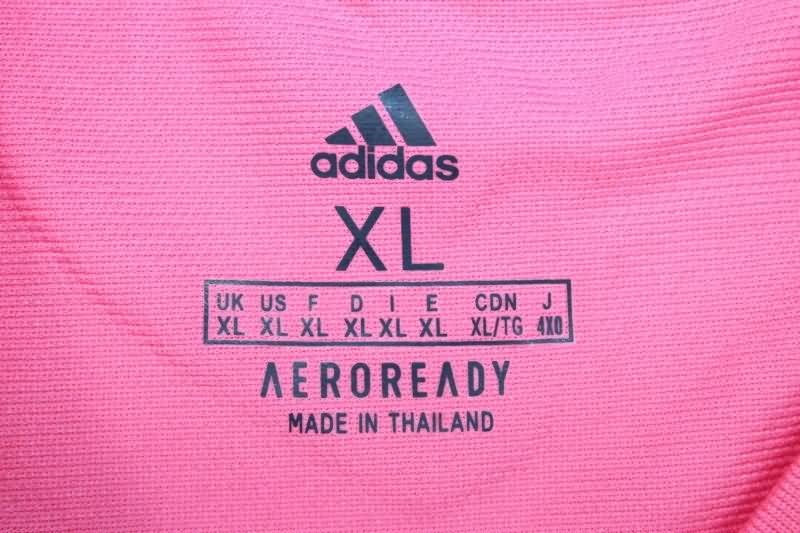 adidas
XL
UK US F D I E CDN J
XL XL XL XL XL XL XL/TG 4XO
AEROREADY
MADE IN THAILAND